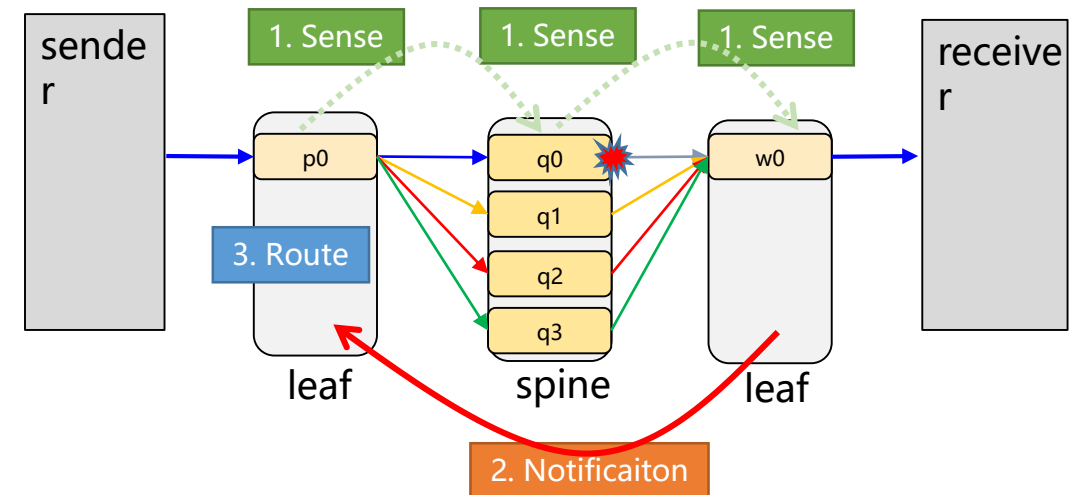 sende
r
1. Sense
1. Sense
1. Sense
receive
r
p0
q0
w0
q1
3. Route
q2
q3
leaf
spine
leaf
2. Notificaiton